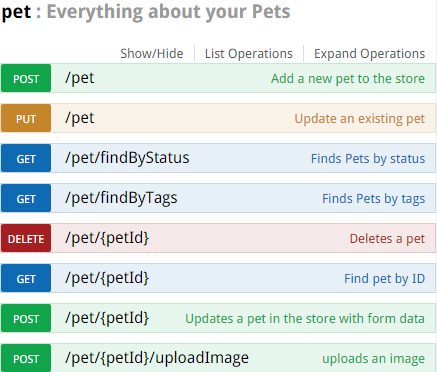 pet : Everything about your Pets
Show/Hide List Operations Expand Operations
POST /pet Add a new pet to the store
PUT /pet Update an existing pet
GET /pet/findByStatus Finds Pets by status
GET /pet/findByTags Finds Pets by tags
DELETE /pet/{petId} Deletes a pet
GET /pet/{petId} Find pet by ID
POST /pet/{petId} Updates a pet in the store with form data
POST /pet/{petId}/uploadImage uploads an image